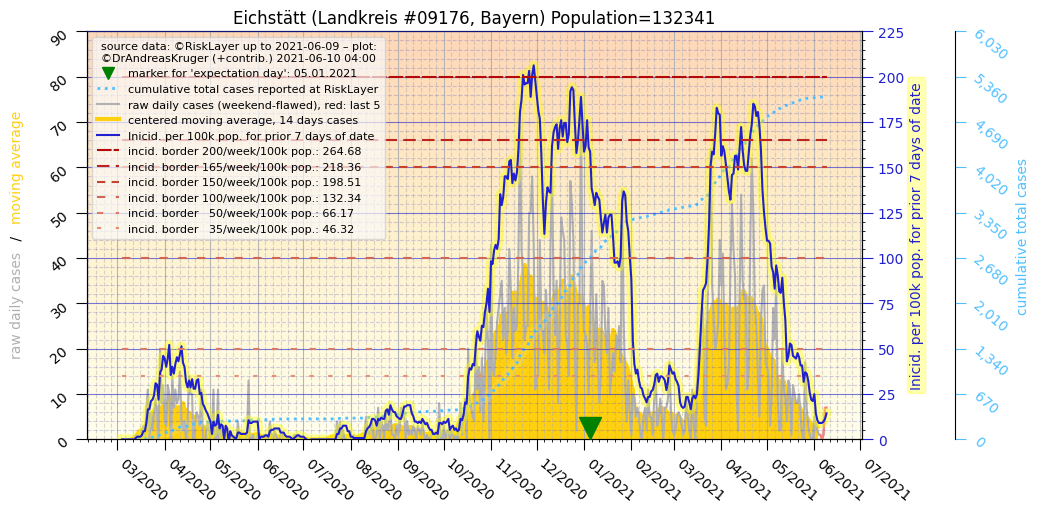 Eichstätt (Landkreis #09176, Bayern) Population=132341
source data: ©RiskLayer up to 2021-06-09 – plot:
©DrAndreasKruger (+contrib.) 2021-06-10 04:00
marker for 'expectation day': 05.01.2021
cumulative total cases reported at RiskLayer
raw daily cases (weekend-flawed), red: last 5
centered moving average, 14 days cases
Inicid. per 100k pop. for prior 7 days of date
incid. border 200/week/100k pop.: 264.68
incid. border 165/week/100k pop.: 218.36
incid. border 150/week/100k pop.: 198.51
incid. border 100/week/100k pop.: 132.34
incid. border   50/week/100k pop.: 66.17
incid. border   35/week/100k pop.: 46.32
raw daily cases / moving average
90
80
70
60
50
40
30
20
10
0
03/2020
04/2020
05/2020
06/2020
07/2020
08/2020
09/2020
10/2020
11/2020
12/2020
01/2021
02/2021
03/2021
04/2021
05/2021
06/2021
07/2021
225
200
175
150
125
100
75
50
25
0
Inicid. per 100k pop. for prior 7 days of date
6,030
5,360
4,690
4,020
3,350
2,680
2,010
1,340
670
0
cumulative total cases